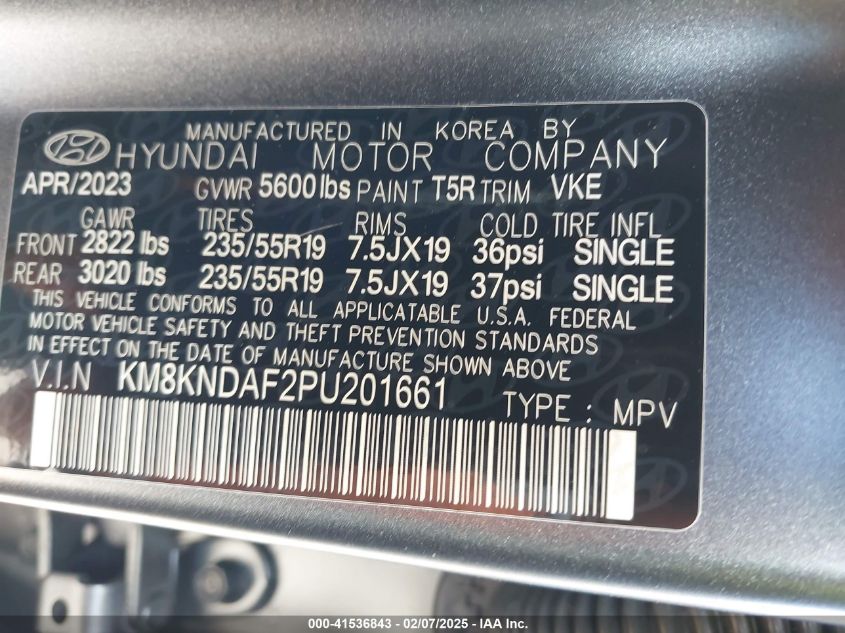 MANUFACTURED IN KOREA BY
HYUNDAI MOTOR COMPANY
APR/2023 GVWR 5600 lbs PAINT T5R TRIM VKE
GAWR TIRES RIMS COLD TIRE INFL
FRONT 2822 lbs 235/55R19 7.5JX19 36psi SINGLE
REAR 3020 lbs 235/55R19 7.5JX19 37psi SINGLE
THIS VEHICLE CONFORMS TO ALL APPLICATABLE U.S.A. FEDERAL
MOTOR VEHICLE SAFETY AND THEFT PREVENTION STANDARDS
IN EFFECT ON THE DATE OF MANUFACTURE SHOWN ABOVE.
V.I.N KM8KNDAF2PU201661 TYPE : MPV
000-41536843 - 02/07/2025 - © IAA Inc.